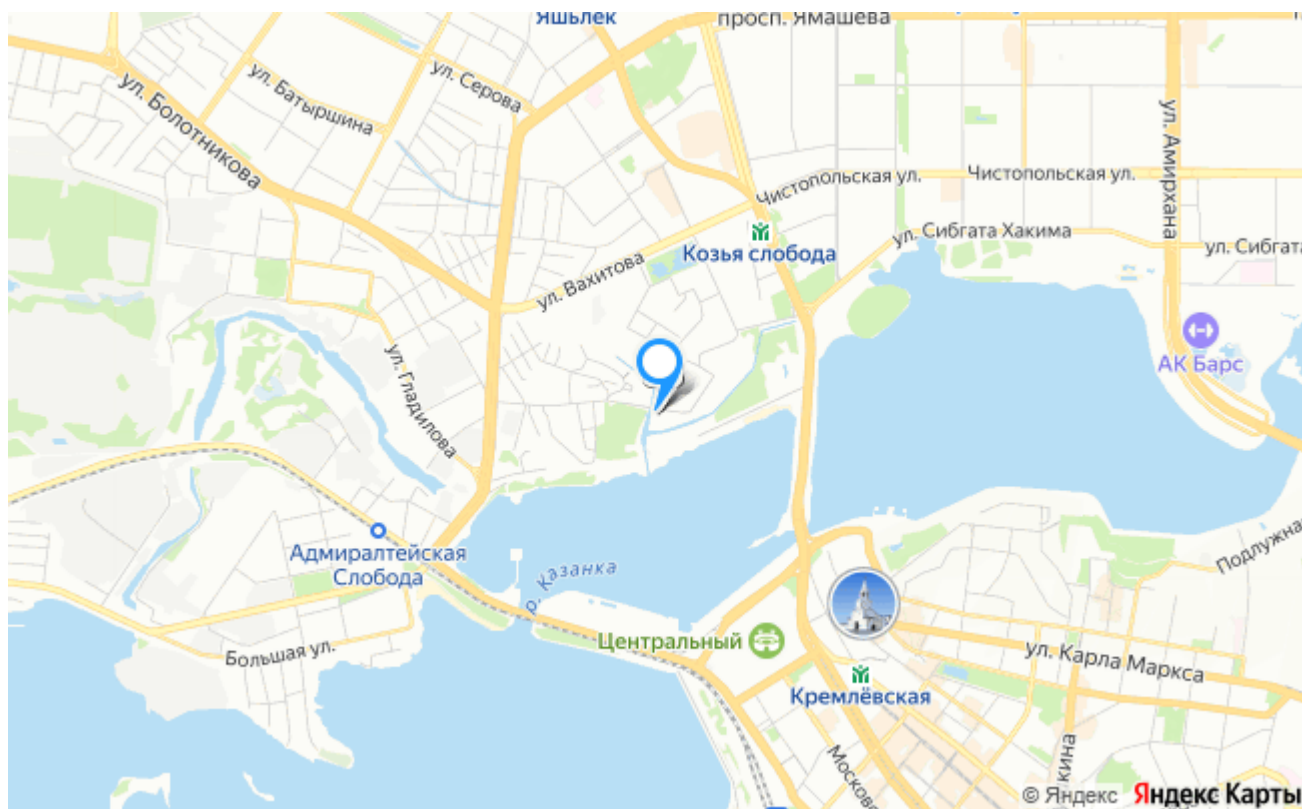 Яшьлек
просп. Ямашева
ул. Серова
ул. Батыршина
ул. Болотникова
ул. Амирхана
Чистопольская ул.
Чистопольская ул.
ул. Сибгата Хакима
ул. Сибгата
Козья слобода
ул. Вахитова
ул. Гладилова
АК Барс
Адмиралтейская
Слобода
р. Казанка
Подлужна
Центральный
Большая ул.
ул. Карла Маркса
Кремлёвская
Москов
кина
© Яндекс Яндекс Карты